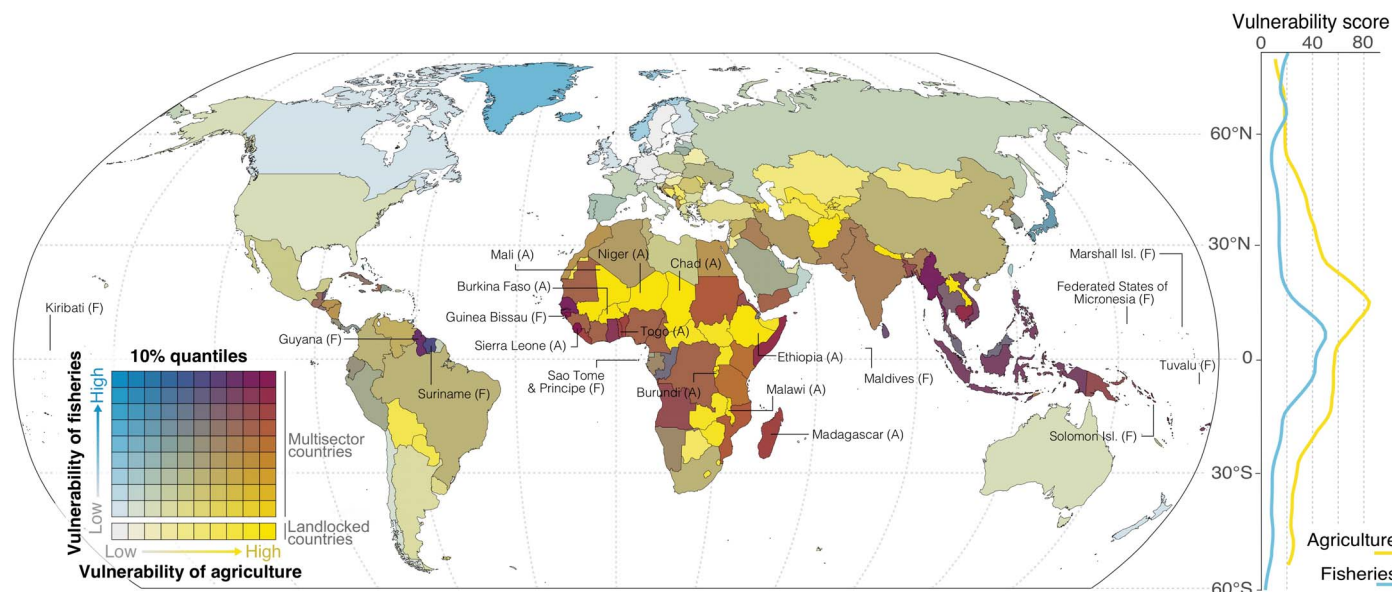 Vulnerability score
0 40 80
60°N
30°N
0
30°S
60°S
Agriculture
Fisheries
Mali (A)
Niger (A)
Chad (A)
Burkina Faso (A)
Guinea Bissau (F)
Togo (A)
Sierra Leone (A)
Ethiopia (A)
Sao Tome
& Principe (F)
Burundi (A)
Malawi (A)
Madagascar (A)
Maldives (F)
Marshall Isl. (F)
Federated States of
Micronesia (F)
Tuvalu (F)
Solomon Isl. (F)
Kiribati (F)
Guyana (F)
Suriname (F)
10% quantiles
Vulnerability of fisheries
Low
High
Multisector
countries
Landlocked
countries
Low
High
Vulnerability of agriculture